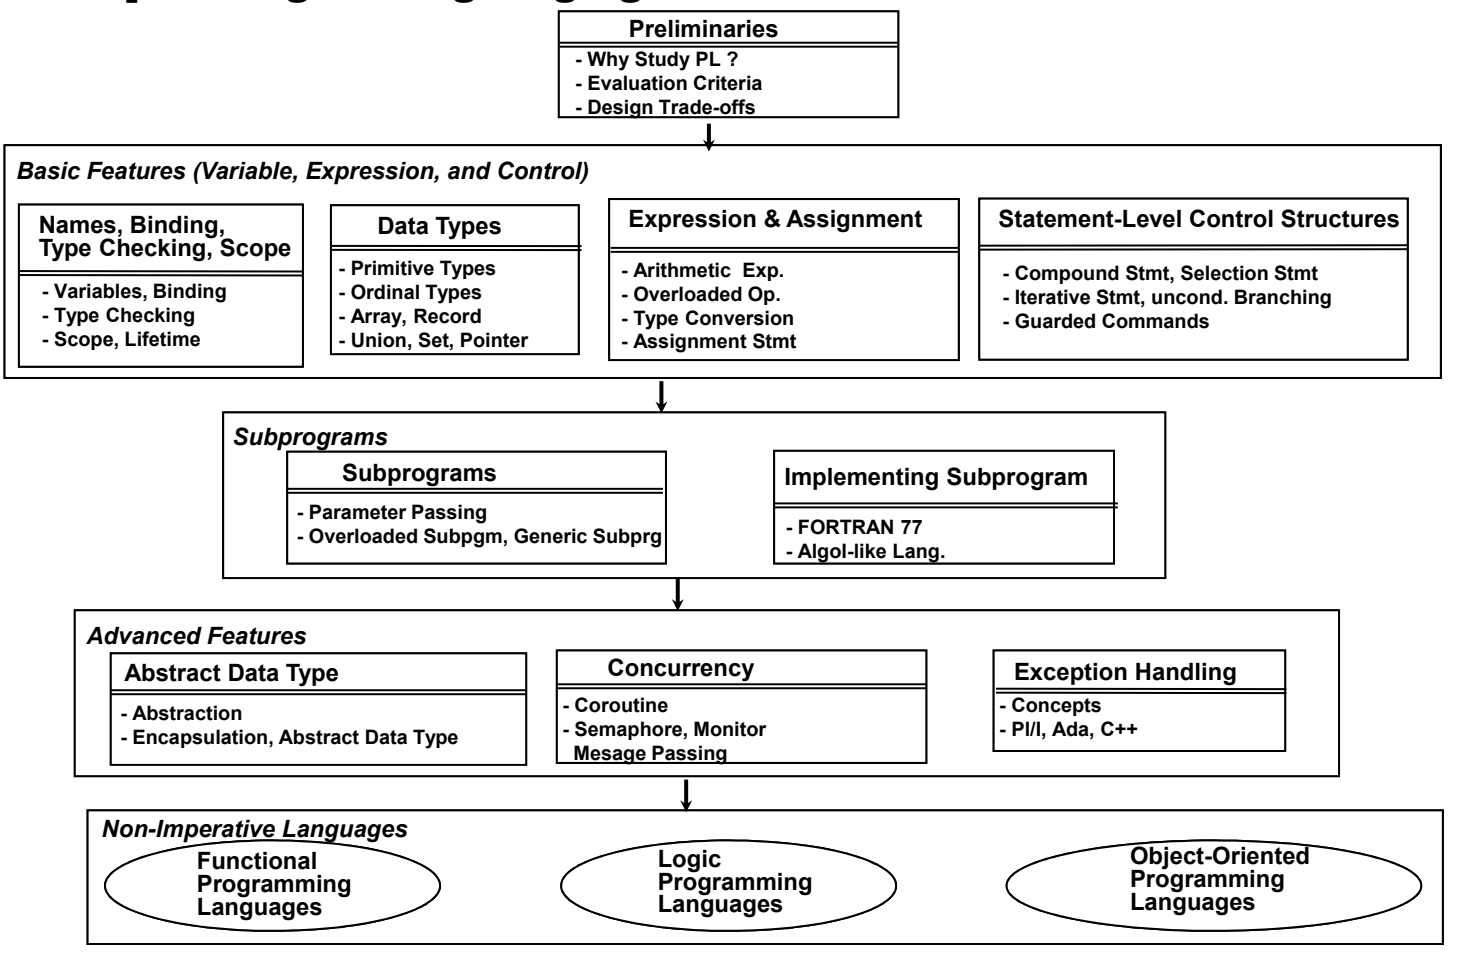 Preliminaries
- Why Study PL ?
- Evaluation Criteria
- Design Trade-offs
Basic Features (Variable, Expression, and Control)
Names, Binding,
Type Checking, Scope
- Variables, Binding
- Type Checking
- Scope, Lifetime
Data Types
- Primitive Types
- Ordinal Types
- Array, Record
- Union, Set, Pointer
Expression & Assignment
- Arithmetic Exp.
- Overloaded Op.
- Type Conversion
- Assignment Stmt
Statement-Level Control Structures
- Compound Stmt, Selection Stmt
- Iterative Stmt, uncond. Branching
- Guarded Commands
Subprograms
Subprograms
- Parameter Passing
- Overloaded Subpgm, Generic Subprg
Implementing Subprogram
- FORTRAN 77
- Algol-like Lang.
Advanced Features
Abstract Data Type
- Abstraction
- Encapsulation, Abstract Data Type
Concurrency
- Coroutine
- Semaphore, Monitor
Mesage Passing
Exception Handling
- Concepts
- Pl/I, Ada, C++
Non-Imperative Languages
Functional
Programming
Languages
Logic
Programming
Languages
Object-Oriented
Programming
Languages